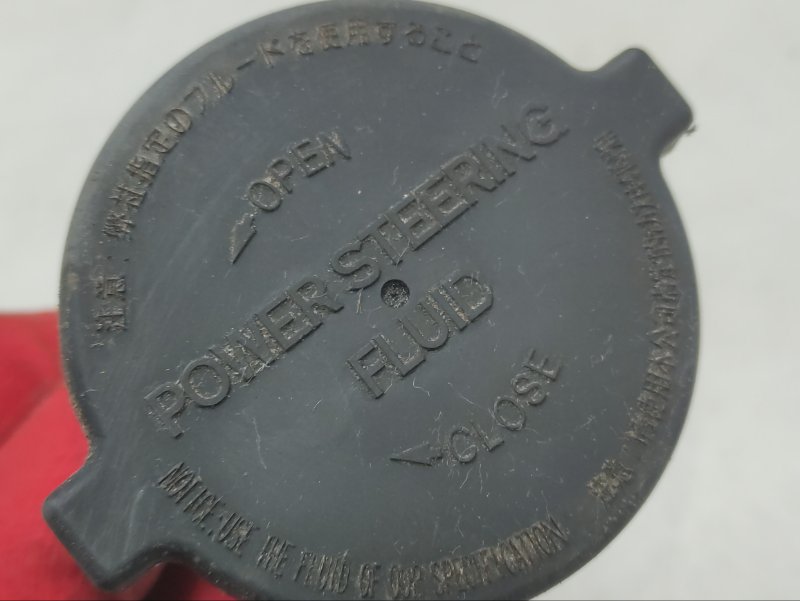 注意:弊社指定のフルードを使用すること
OPEN
POWER STEERING
FLUID
CLOSE
NOTICE:USE THE FLUID OF OUR SPECIFICATION